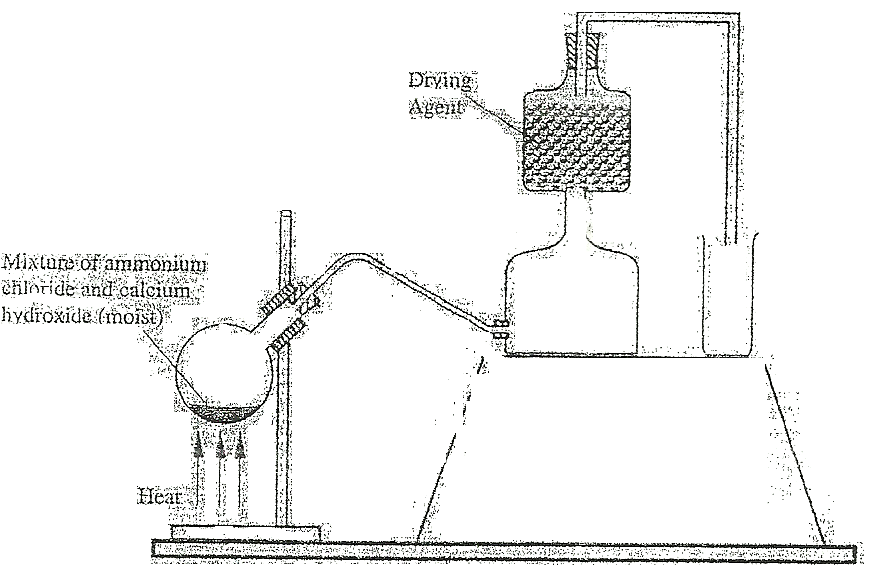 Drying
Agent
Mixture of ammonium
chloride and calcium
hydroxide (moist)
Heat